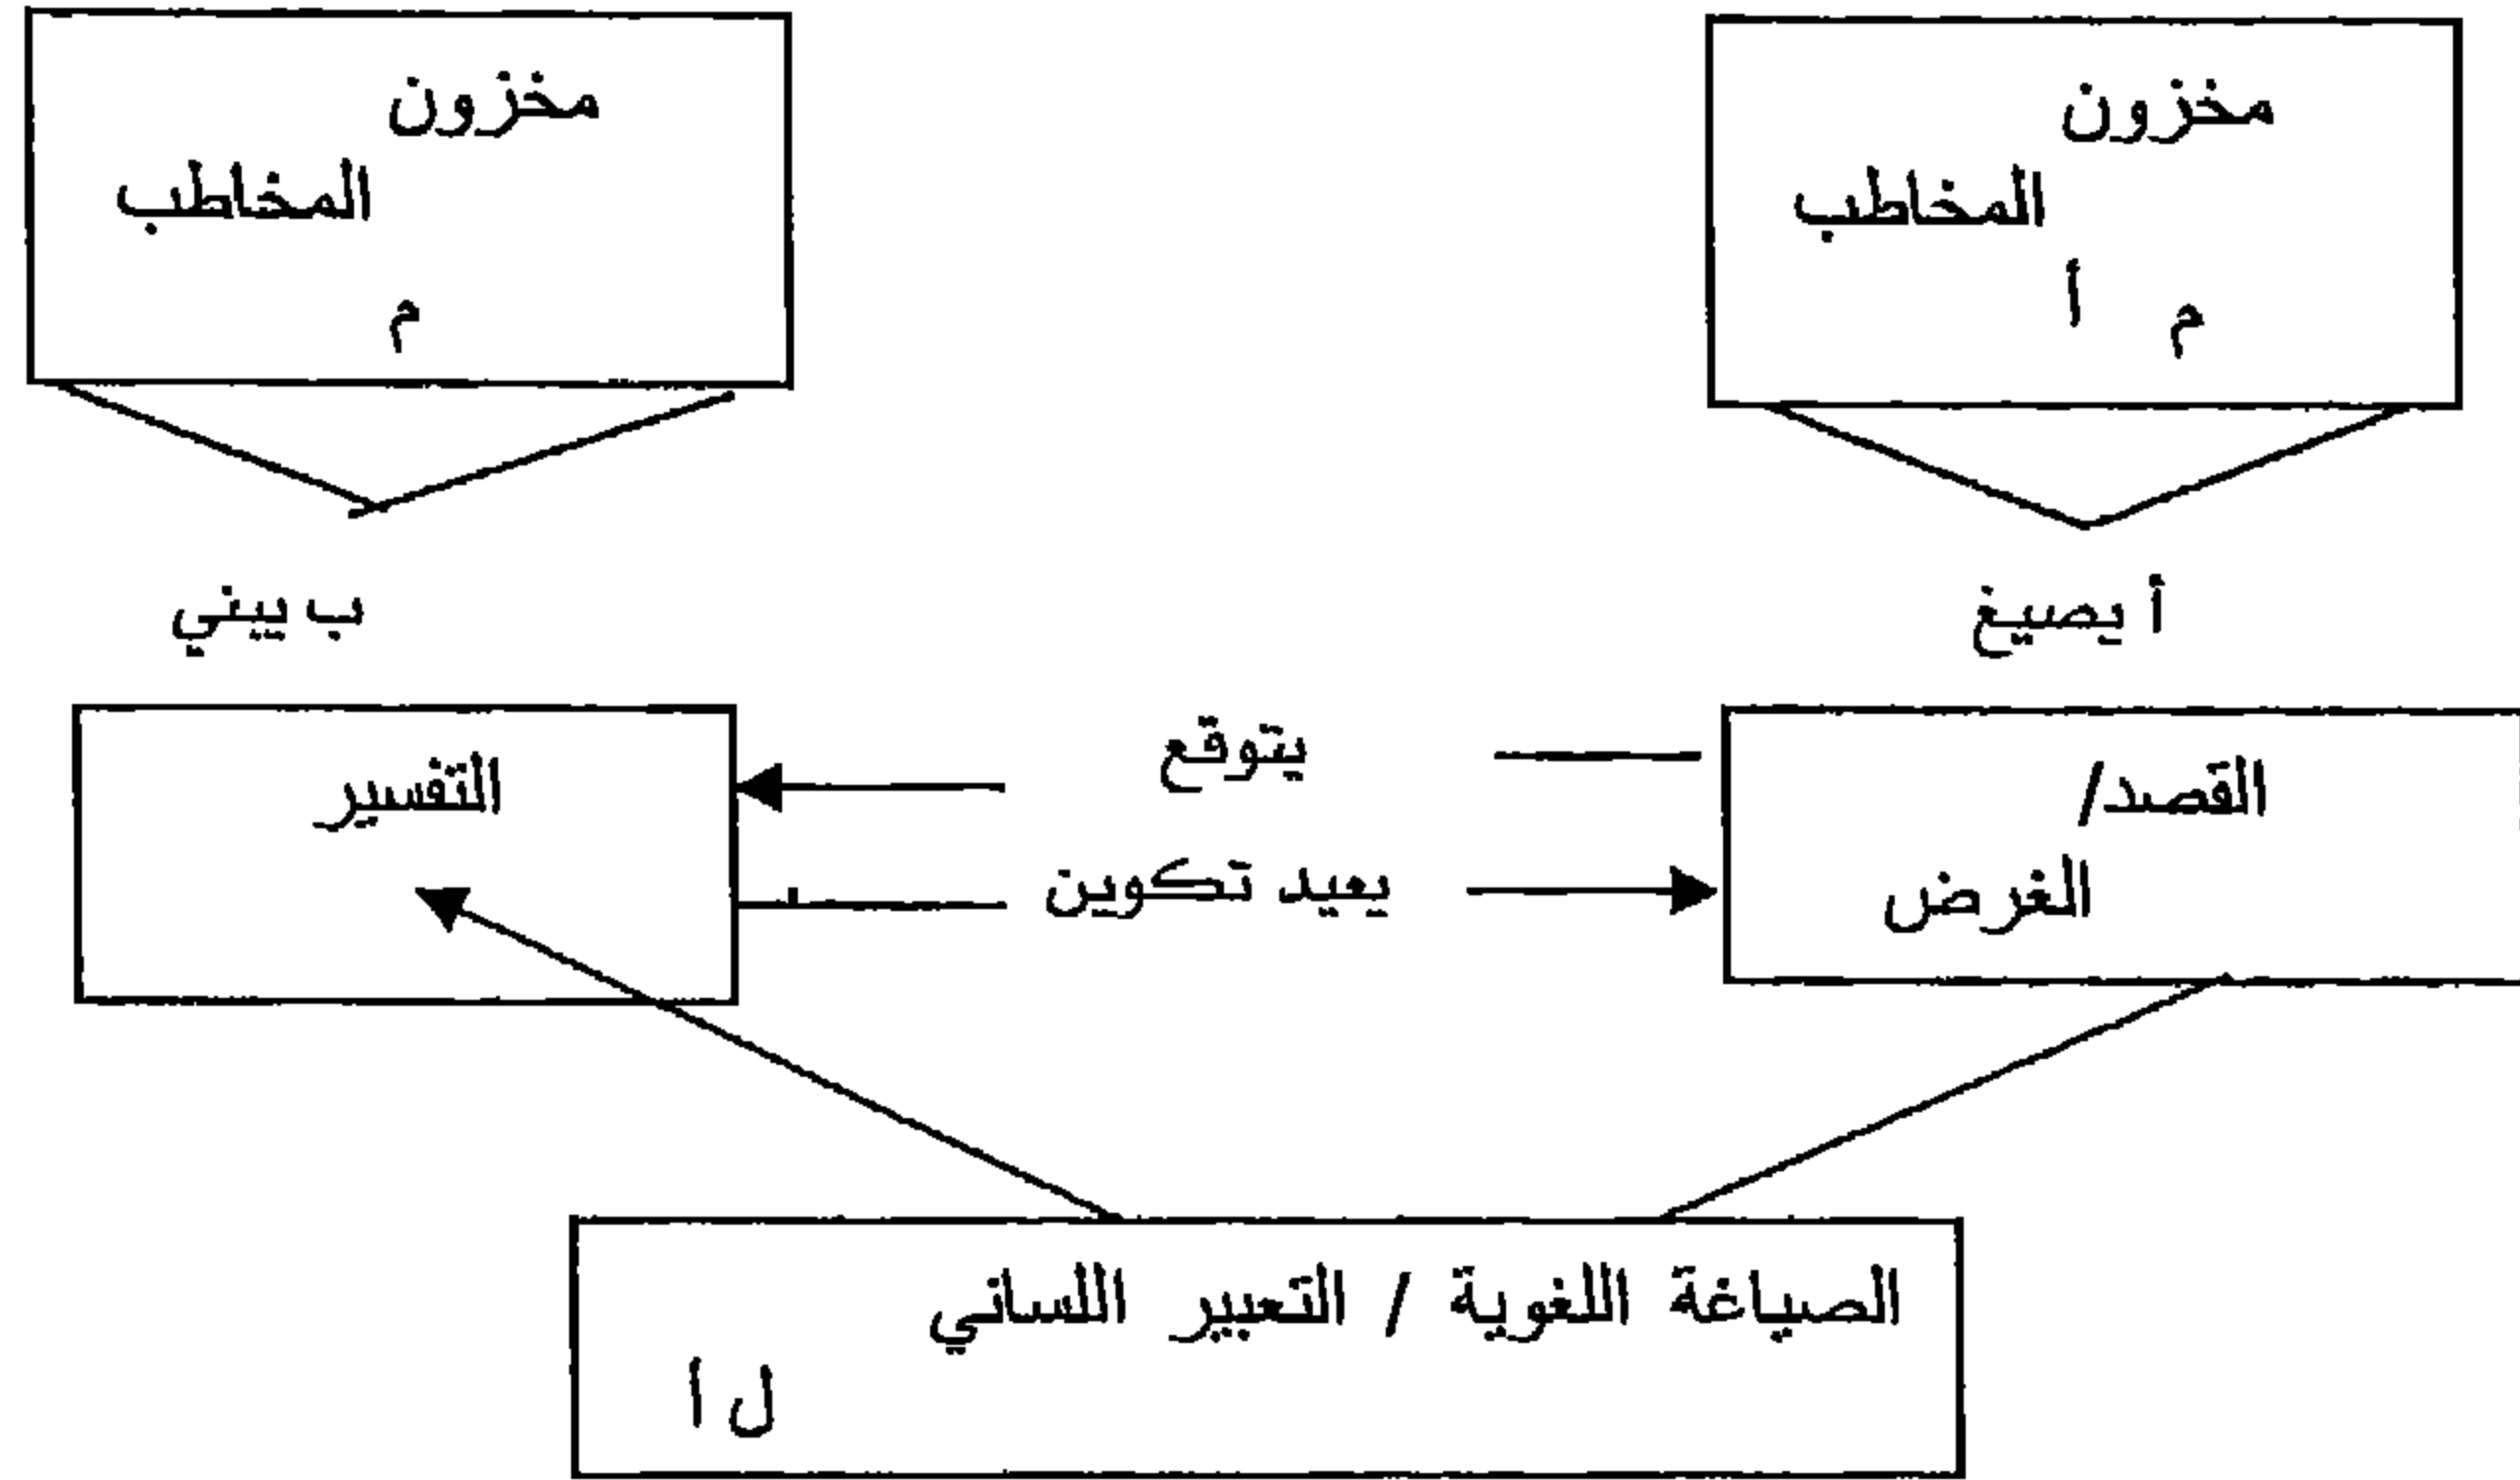 مخزون
المخاطب
م أ
مخزون
المخاطب
م
أ يصيغ
ب يبني
القصد/
الغرض
يتوقع
يعيد تكوين
التفسير
الصياغة اللغوية / التعبير اللساني
ل أ